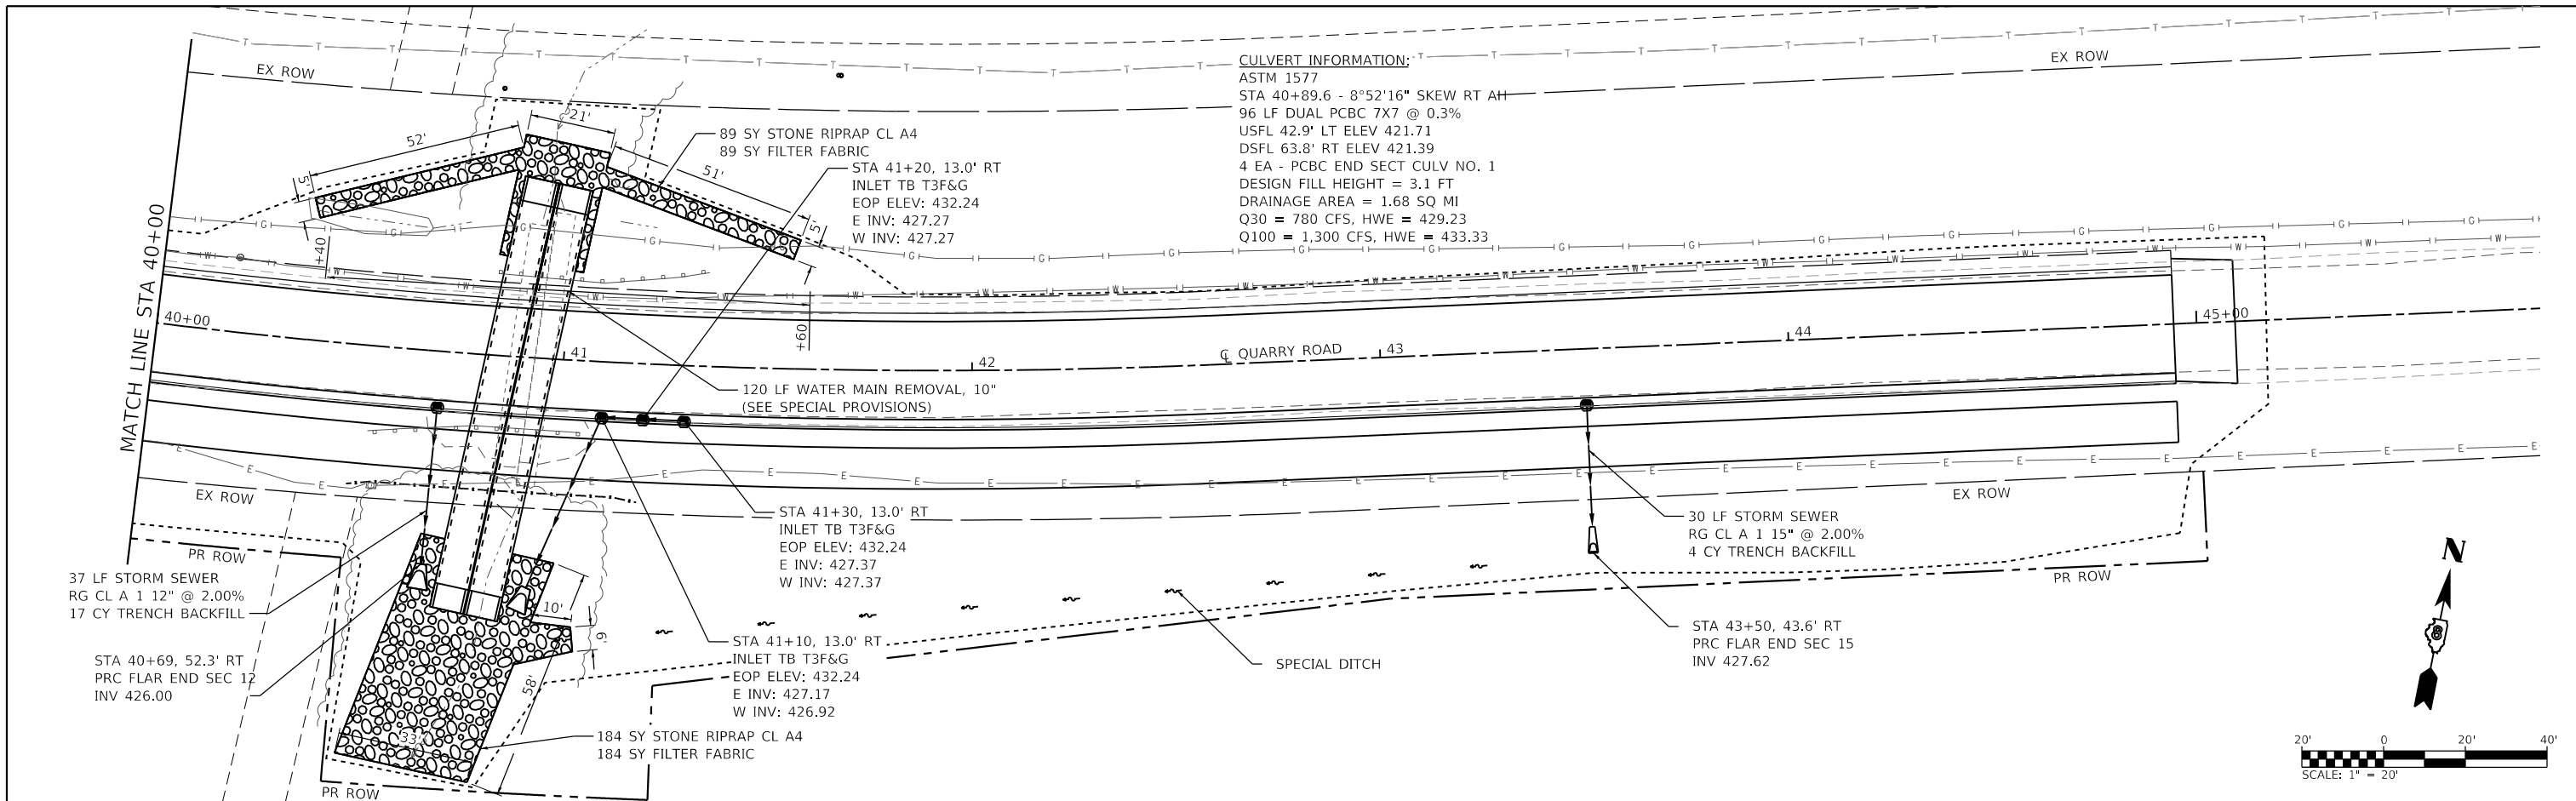 EX ROW
EX ROW
CULVERT INFORMATION:
ASTM 1577
STA 40+89.6 - 8°52'16" SKEW RT AH
96 LF DUAL PCBC 7X7 @ 0.3%
USFL 42.9' LT ELEV 421.71
DSFL 63.8' RT ELEV 421.39
4 EA - PCBC END SECT CULV NO. 1
DESIGN FILL HEIGHT = 3.1 FT
DRAINAGE AREA = 1.68 SQ MI
Q30 = 780 CFS, HWE = 429.23
Q100 = 1,300 CFS, HWE = 433.33
21'
52'
51'
5'
5'
89 SY STONE RIPRAP CL A4
89 SY FILTER FABRIC
STA 41+20, 13.0' RT
INLET TB T3F&G
EOP ELEV: 432.24
E INV: 427.27
W INV: 427.27
+40
+60
MATCH LINE STA 40+00
40+00
41
42
℄ QUARRY ROAD
43
44
45+00
120 LF WATER MAIN REMOVAL, 10"
(SEE SPECIAL PROVISIONS)
EX ROW
EX ROW
PR ROW
PR ROW
STA 41+30, 13.0' RT
INLET TB T3F&G
EOP ELEV: 432.24
E INV: 427.37
W INV: 427.37
30 LF STORM SEWER
RG CL A 1 15" @ 2.00%
4 CY TRENCH BACKFILL
37 LF STORM SEWER
RG CL A 1 12" @ 2.00%
17 CY TRENCH BACKFILL
10'
6'
58'
33'
STA 40+69, 52.3' RT
PRC FLAR END SEC 12
INV 426.00
STA 41+10, 13.0' RT
INLET TB T3F&G
EOP ELEV: 432.24
E INV: 427.17
W INV: 426.92
SPECIAL DITCH
STA 43+50, 43.6' RT
PRC FLAR END SEC 15
INV 427.62
184 SY STONE RIPRAP CL A4
184 SY FILTER FABRIC
PR ROW
N
20' 0 20' 40'
SCALE: 1" = 20'